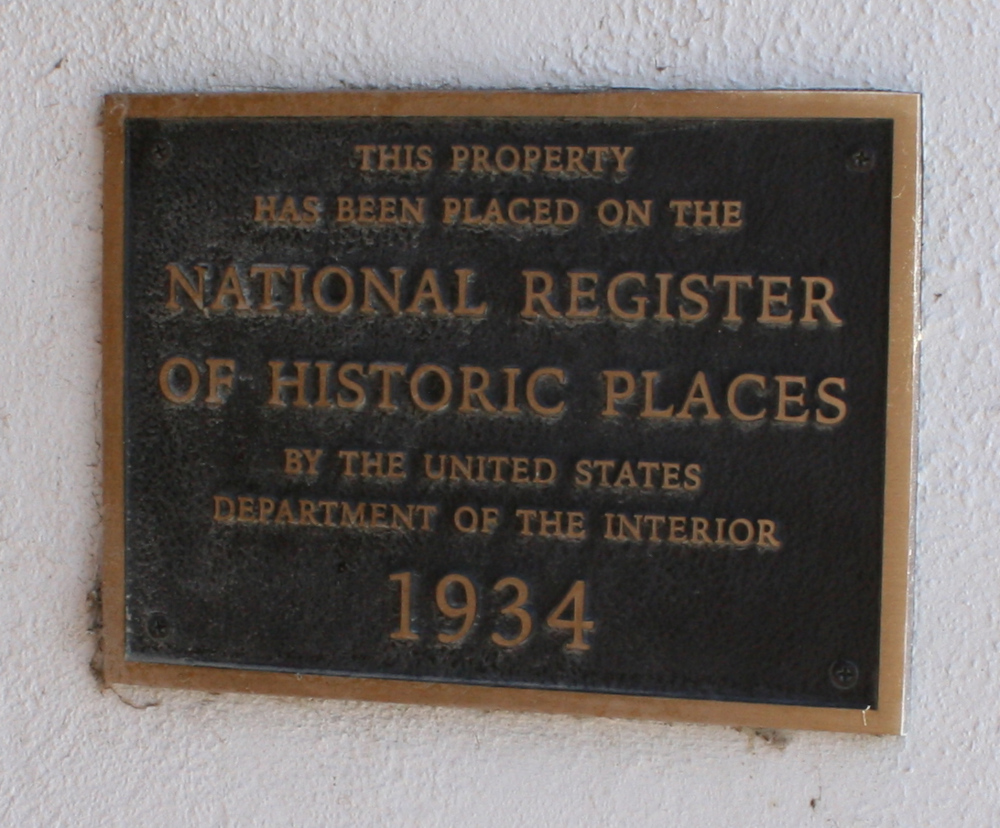 THIS PROPERTY
HAS BEEN PLACED ON THE
NATIONAL REGISTER
OF HISTORIC PLACES
BY THE UNITED STATES
DEPARTMENT OF THE INTERIOR
1934